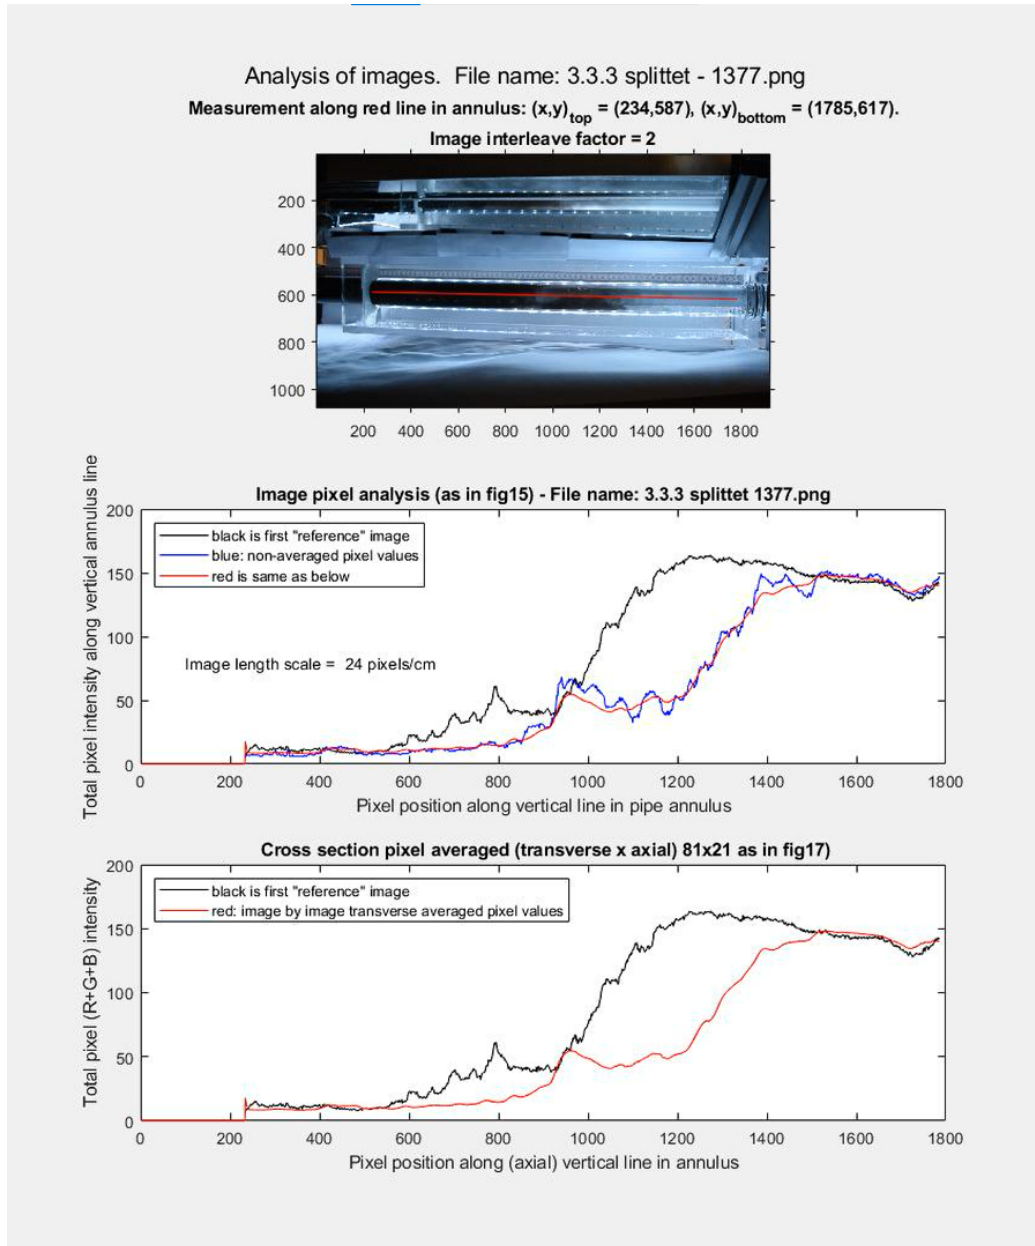 Analysis of images.  File name: 3.3.3 splittet - 1377.png
Measurement along red line in annulus: (x,y)top = (234,587), (x,y)bottom = (1785,617).
Image interleave factor = 2
200
400
600
800
1000
200 400 600 800 1000 1200 1400 1600 1800
Image pixel analysis (as in fig15) - File name: 3.3.3 splittet 1377.png
Total pixel intensity along vertical annulus line
200
150
100
50
0
black is first "reference" image
blue: non-averaged pixel values
red is same as below
Image length scale =  24 pixels/cm
0 200 400 600 800 1000 1200 1400 1600 1800
Pixel position along vertical line in pipe annulus
Cross section pixel averaged (transverse x axial) 81x21 as in fig17)
Total pixel (R+G+B) intensity
200
150
100
50
0
black is first "reference" image
red: image by image transverse averaged pixel values
0 200 400 600 800 1000 1200 1400 1600 1800
Pixel position along (axial) vertical line in annulus